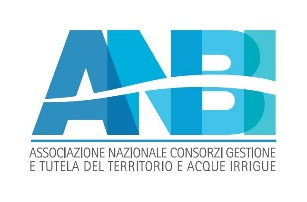 ANBI
ASSOCIAZIONE NAZIONALE CONSORZI GESTIONE
E TUTELA DEL TERRITORIO E ACQUE IRRIGUE